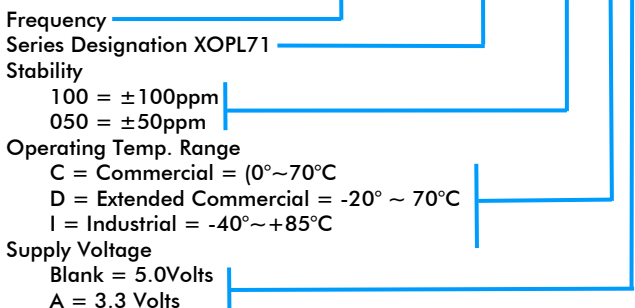 Frequency
Series Designation XOPL71
Stability
100 = ±100ppm
050 = ±50ppm
Operating Temp. Range
C = Commercial = (0°~70°C
D = Extended Commercial = -20° ~ 70°C
I = Industrial = -40°~+85°C
Supply Voltage
Blank = 5.0Volts
A = 3.3 Volts